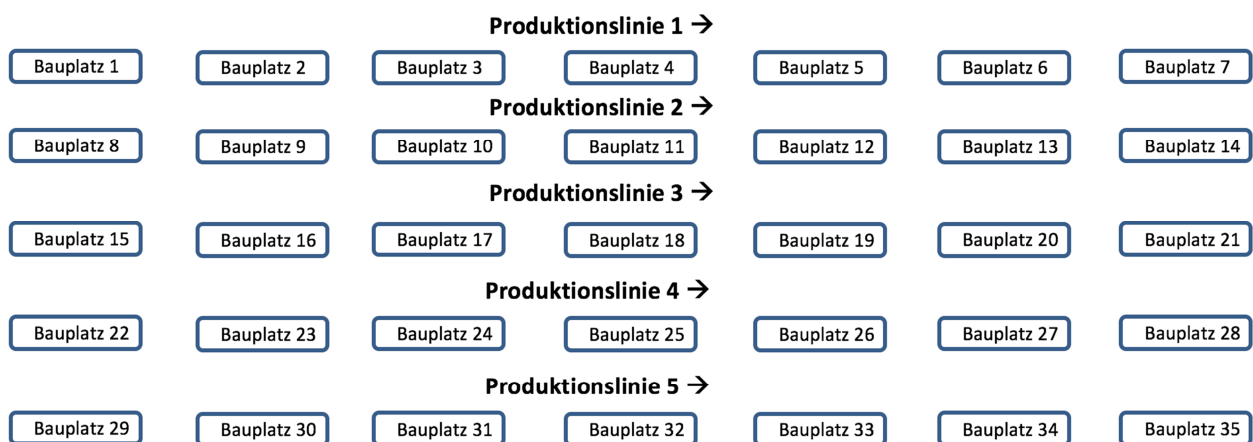 Produktionslinie 1 →
Bauplatz 1 Bauplatz 2 Bauplatz 3 Bauplatz 4 Bauplatz 5 Bauplatz 6 Bauplatz 7
Produktionslinie 2 →
Bauplatz 8 Bauplatz 9 Bauplatz 10 Bauplatz 11 Bauplatz 12 Bauplatz 13 Bauplatz 14
Produktionslinie 3 →
Bauplatz 15 Bauplatz 16 Bauplatz 17 Bauplatz 18 Bauplatz 19 Bauplatz 20 Bauplatz 21
Produktionslinie 4 →
Bauplatz 22 Bauplatz 23 Bauplatz 24 Bauplatz 25 Bauplatz 26 Bauplatz 27 Bauplatz 28
Produktionslinie 5 →
Bauplatz 29 Bauplatz 30 Bauplatz 31 Bauplatz 32 Bauplatz 33 Bauplatz 34 Bauplatz 35